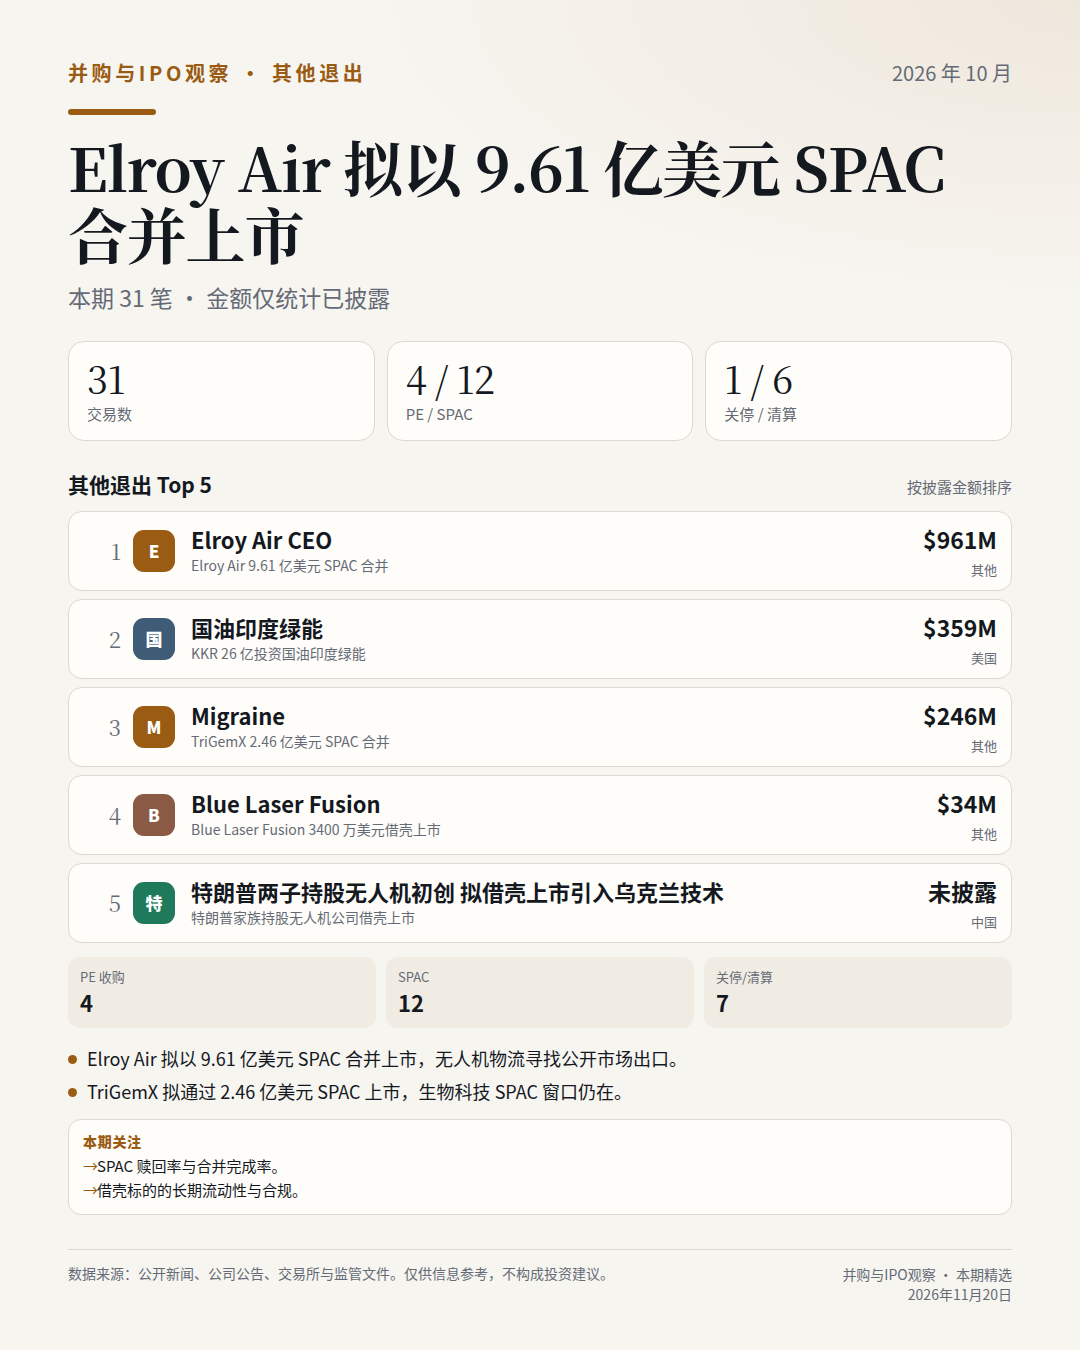 并购与IPO观察 • 其他退出
2026 年 10 月
Elroy Air 拟以 9.61 亿美元 SPAC
合并上市
本期 31 笔 • 金额仅统计已披露
31
交易数
4 / 12
PE / SPAC
1 / 6
关停 / 清算
其他退出 Top 5
按披露金额排序
1
E
Elroy Air CEO
Elroy Air 9.61 亿美元 SPAC 合并
$961M
其他
2
国
国油印度绿能
KKR 26 亿投资国油印度绿能
$359M
美国
3
M
Migraine
TriGemX 2.46 亿美元 SPAC 合并
$246M
其他
4
B
Blue Laser Fusion
Blue Laser Fusion 3400 万美元借壳上市
$34M
其他
5
特
特朗普两子持股无人机初创 拟借壳上市引入乌克兰技术
特朗普家族持股无人机公司借壳上市
未披露
中国
PE 收购
4
SPAC
12
关停/清算
7
Elroy Air 拟以 9.61 亿美元 SPAC 合并上市，无人机物流寻找公开市场出口。
TriGemX 拟通过 2.46 亿美元 SPAC 上市，生物科技 SPAC 窗口仍在。
本期关注
→SPAC 赎回率与合并完成率。
→借壳标的的长期流动性与合规。
数据来源：公开新闻、公司公告、交易所与监管文件。仅供信息参考，不构成投资建议。
并购与IPO观察 • 本期精选
2026年11月20日